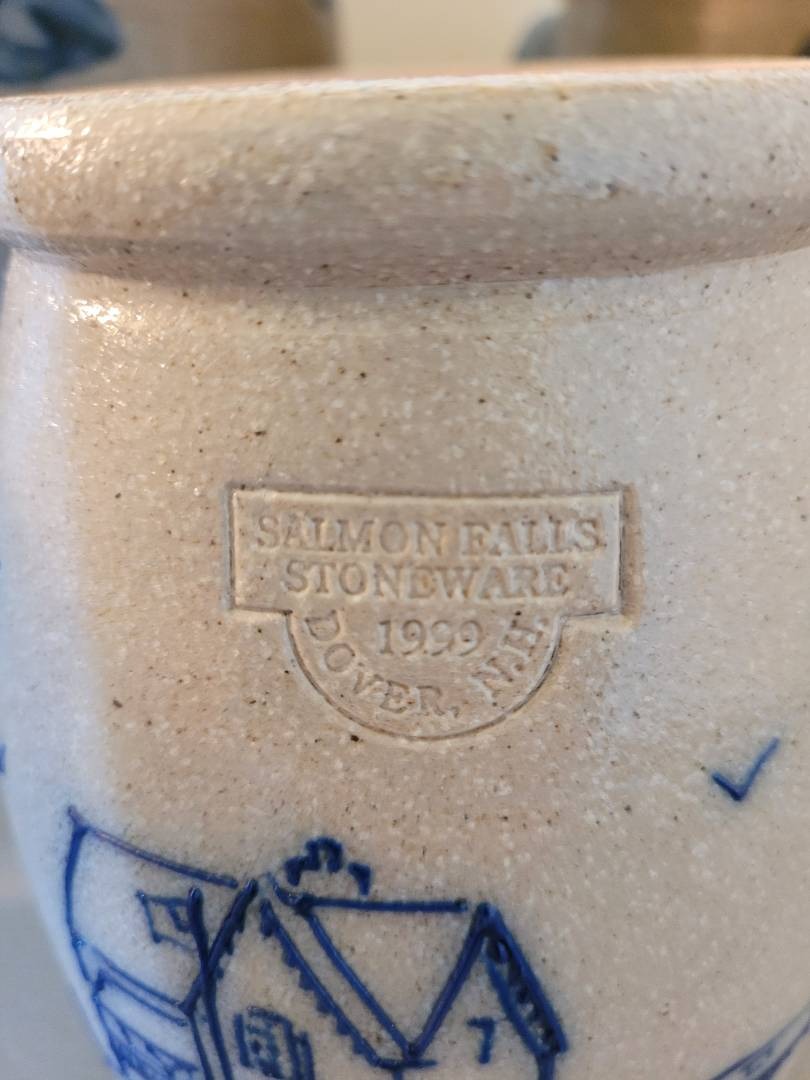 SALMON FALLS
STONEWARE
1999
DOVER, N.H.